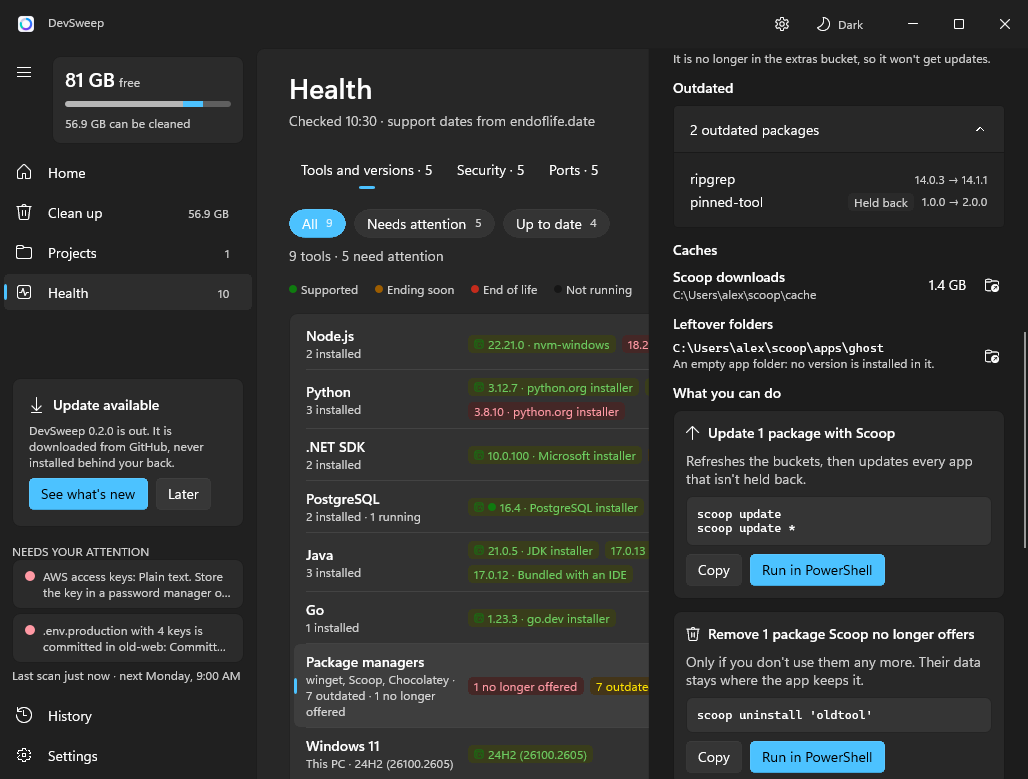 DevSweep
Dark
81 GB free
56.9 GB can be cleaned
Home
Clean up 56.9 GB
Projects 1
Health 10
Update available
DevSweep 0.2.0 is out. It is
downloaded from GitHub, never
installed behind your back.
See what's new Later
NEEDS YOUR ATTENTION
AWS access keys: Plain text. Store
the key in a password manager o...
.env.production with 4 keys is
committed in old-web: Committ...
Last scan just now · next Monday, 9:00 AM
History
Settings
Health
Checked 10:30 · support dates from endoflife.date
Tools and versions · 5 Security · 5 Ports · 5
All 9 Needs attention 5 Up to date 4
9 tools · 5 need attention
Supported Ending soon End of life Not running
Node.js
2 installed
22.21.0 · nvm-windows 18.2
Python
3 installed
3.12.7 · python.org installer
3.8.10 · python.org installer
.NET SDK
2 installed
10.0.100 · Microsoft installer
PostgreSQL
2 installed · 1 running
16.4 · PostgreSQL installer
Java
3 installed
21.0.5 · JDK installer 17.0.13
17.0.12 · Bundled with an IDE
Go
1 installed
1.23.3 · go.dev installer
Package managers
winget, Scoop, Chocolatey ·
7 outdated · 1 no longer
offered
1 no longer offered 7 outdate
Windows 11
This PC · 24H2 (26100.2605)
24H2 (26100.2605)
It is no longer in the extras bucket, so it won't get updates.
Outdated
2 outdated packages
ripgrep 14.0.3 → 14.1.1
pinned-tool Held back 1.0.0 → 2.0.0
Caches
Scoop downloads
C:\Users\alex\scoop\cache
1.4 GB
Leftover folders
C:\Users\alex\scoop\apps\ghost
An empty app folder: no version is installed in it.
What you can do
Update 1 package with Scoop
Refreshes the buckets, then updates every app
that isn't held back.
scoop update
scoop update *
Copy Run in PowerShell
Remove 1 package Scoop no longer offers
Only if you don't use them any more. Their data
stays where the app keeps it.
scoop uninstall 'oldtool'
Copy Run in PowerShell